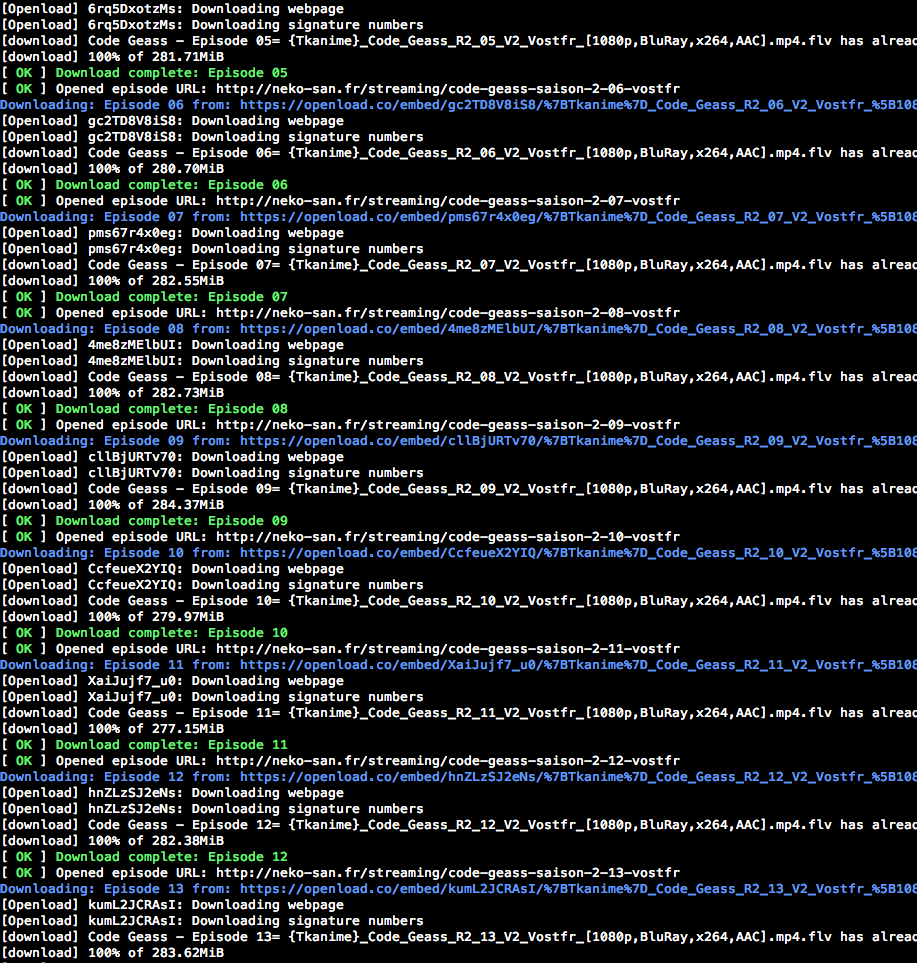 [Openload] 6rq5DxotzMs: Downloading webpage
[Openload] 6rq5DxotzMs: Downloading signature numbers
[download] Code Geass – Episode 05= {Tkanime}_Code_Geass_R2_05_V2_Vostfr_[1080p,BluRay,x264,AAC].mp4.flv has alread
[download] 100% of 281.71MiB
[ OK ] Download complete: Episode 05
[ OK ] Opened episode URL: http://neko-san.fr/streaming/code-geass-saison-2-06-vostfr
Downloading: Episode 06 from: https://openload.co/embed/gc2TD8V8iS8/%7BTkanime%7D_Code_Geass_R2_06_V2_Vostfr_%5B108
[Openload] gc2TD8V8iS8: Downloading webpage
[Openload] gc2TD8V8iS8: Downloading signature numbers
[download] Code Geass – Episode 06= {Tkanime}_Code_Geass_R2_06_V2_Vostfr_[1080p,BluRay,x264,AAC].mp4.flv has alread
[download] 100% of 280.70MiB
[ OK ] Download complete: Episode 06
[ OK ] Opened episode URL: http://neko-san.fr/streaming/code-geass-saison-2-07-vostfr
Downloading: Episode 07 from: https://openload.co/embed/pms67r4x0eg/%7BTkanime%7D_Code_Geass_R2_07_V2_Vostfr_%5B108
[Openload] pms67r4x0eg: Downloading webpage
[Openload] pms67r4x0eg: Downloading signature numbers
[download] Code Geass – Episode 07= {Tkanime}_Code_Geass_R2_07_V2_Vostfr_[1080p,BluRay,x264,AAC].mp4.flv has alread
[download] 100% of 282.55MiB
[ OK ] Download complete: Episode 07
[ OK ] Opened episode URL: http://neko-san.fr/streaming/code-geass-saison-2-08-vostfr
Downloading: Episode 08 from: https://openload.co/embed/4me8zMElbUI/%7BTkanime%7D_Code_Geass_R2_08_V2_Vostfr_%5B108
[Openload] 4me8zMElbUI: Downloading webpage
[Openload] 4me8zMElbUI: Downloading signature numbers
[download] Code Geass – Episode 08= {Tkanime}_Code_Geass_R2_08_V2_Vostfr_[1080p,BluRay,x264,AAC].mp4.flv has alread
[download] 100% of 282.73MiB
[ OK ] Download complete: Episode 08
[ OK ] Opened episode URL: http://neko-san.fr/streaming/code-geass-saison-2-09-vostfr
Downloading: Episode 09 from: https://openload.co/embed/cllBjURTv70/%7BTkanime%7D_Code_Geass_R2_09_V2_Vostfr_%5B108
[Openload] cllBjURTv70: Downloading webpage
[Openload] cllBjURTv70: Downloading signature numbers
[download] Code Geass – Episode 09= {Tkanime}_Code_Geass_R2_09_V2_Vostfr_[1080p,BluRay,x264,AAC].mp4.flv has alread
[download] 100% of 284.37MiB
[ OK ] Download complete: Episode 09
[ OK ] Opened episode URL: http://neko-san.fr/streaming/code-geass-saison-2-10-vostfr
Downloading: Episode 10 from: https://openload.co/embed/CcfeueX2YIQ/%7BTkanime%7D_Code_Geass_R2_10_V2_Vostfr_%5B108
[Openload] CcfeueX2YIQ: Downloading webpage
[Openload] CcfeueX2YIQ: Downloading signature numbers
[download] Code Geass – Episode 10= {Tkanime}_Code_Geass_R2_10_V2_Vostfr_[1080p,BluRay,x264,AAC].mp4.flv has alread
[download] 100% of 279.97MiB
[ OK ] Download complete: Episode 10
[ OK ] Opened episode URL: http://neko-san.fr/streaming/code-geass-saison-2-11-vostfr
Downloading: Episode 11 from: https://openload.co/embed/XaiJujf7_u0/%7BTkanime%7D_Code_Geass_R2_11_V2_Vostfr_%5B108
[Openload] XaiJujf7_u0: Downloading webpage
[Openload] XaiJujf7_u0: Downloading signature numbers
[download] Code Geass – Episode 11= {Tkanime}_Code_Geass_R2_11_V2_Vostfr_[1080p,BluRay,x264,AAC].mp4.flv has alread
[download] 100% of 277.15MiB
[ OK ] Download complete: Episode 11
[ OK ] Opened episode URL: http://neko-san.fr/streaming/code-geass-saison-2-12-vostfr
Downloading: Episode 12 from: https://openload.co/embed/hnZLzSJ2eNs/%7BTkanime%7D_Code_Geass_R2_12_V2_Vostfr_%5B108
[Openload] hnZLzSJ2eNs: Downloading webpage
[Openload] hnZLzSJ2eNs: Downloading signature numbers
[download] Code Geass – Episode 12= {Tkanime}_Code_Geass_R2_12_V2_Vostfr_[1080p,BluRay,x264,AAC].mp4.flv has alread
[download] 100% of 282.38MiB
[ OK ] Download complete: Episode 12
[ OK ] Opened episode URL: http://neko-san.fr/streaming/code-geass-saison-2-13-vostfr
Downloading: Episode 13 from: https://openload.co/embed/kumL2JCRAsI/%7BTkanime%7D_Code_Geass_R2_13_V2_Vostfr_%5B108
[Openload] kumL2JCRAsI: Downloading webpage
[Openload] kumL2JCRAsI: Downloading signature numbers
[download] Code Geass – Episode 13= {Tkanime}_Code_Geass_R2_13_V2_Vostfr_[1080p,BluRay,x264,AAC].mp4.flv has alread
[download] 100% of 283.62MiB